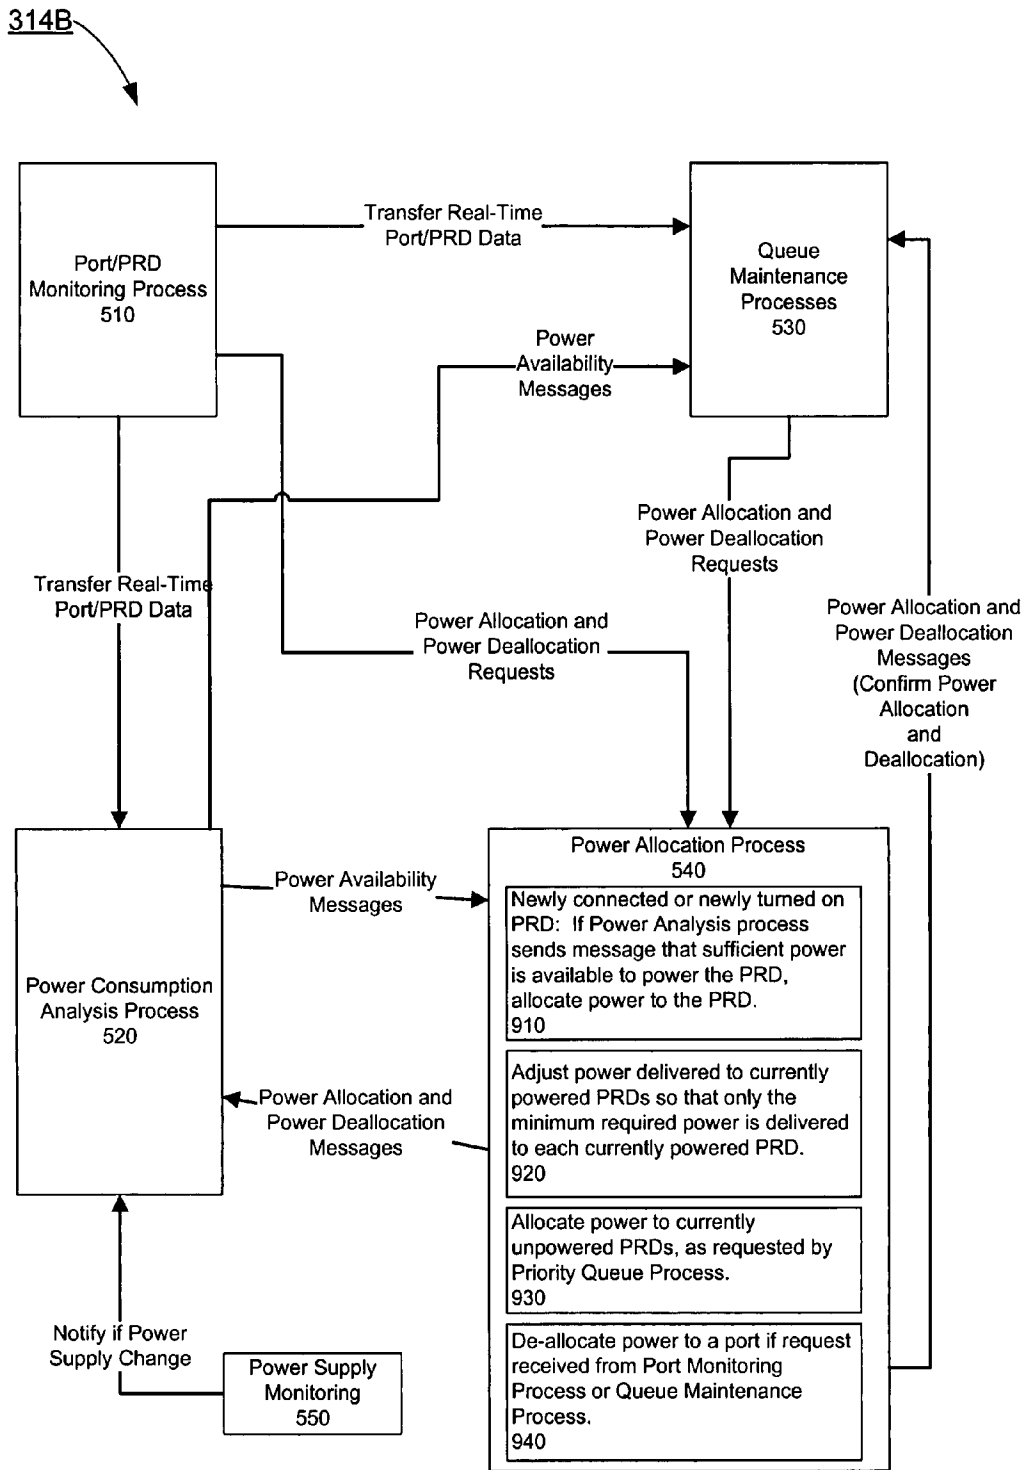 314B
Port/PRD
Monitoring Process
510
Transfer Real-Time
Port/PRD Data
Queue
Maintenance
Processes
530
Power
Availability
Messages
Power Allocation and
Power Deallocation
Requests
Transfer Real-Time
Port/PRD Data
Power Allocation and
Power Deallocation
Requests
Power Allocation and
Power Deallocation
Messages
(Confirm Power
Allocation
and
Deallocation)
Power Consumption
Analysis Process
520
Power Availability
Messages
Power Allocation and
Power Deallocation
Messages
Power Allocation Process
540
Newly connected or newly turned on
PRD: If Power Analysis process
sends message that sufficient power
is available to power the PRD,
allocate power to the PRD.
910
Adjust power delivered to currently
powered PRDs so that only the
minimum required power is delivered
to each currently powered PRD.
920
Allocate power to currently
unpowered PRDs, as requested by
Priority Queue Process.
930
De-allocate power to a port if request
received from Port Monitoring
Process or Queue Maintenance
Process.
940
Notify if Power
Supply Change
Power Supply
Monitoring
550